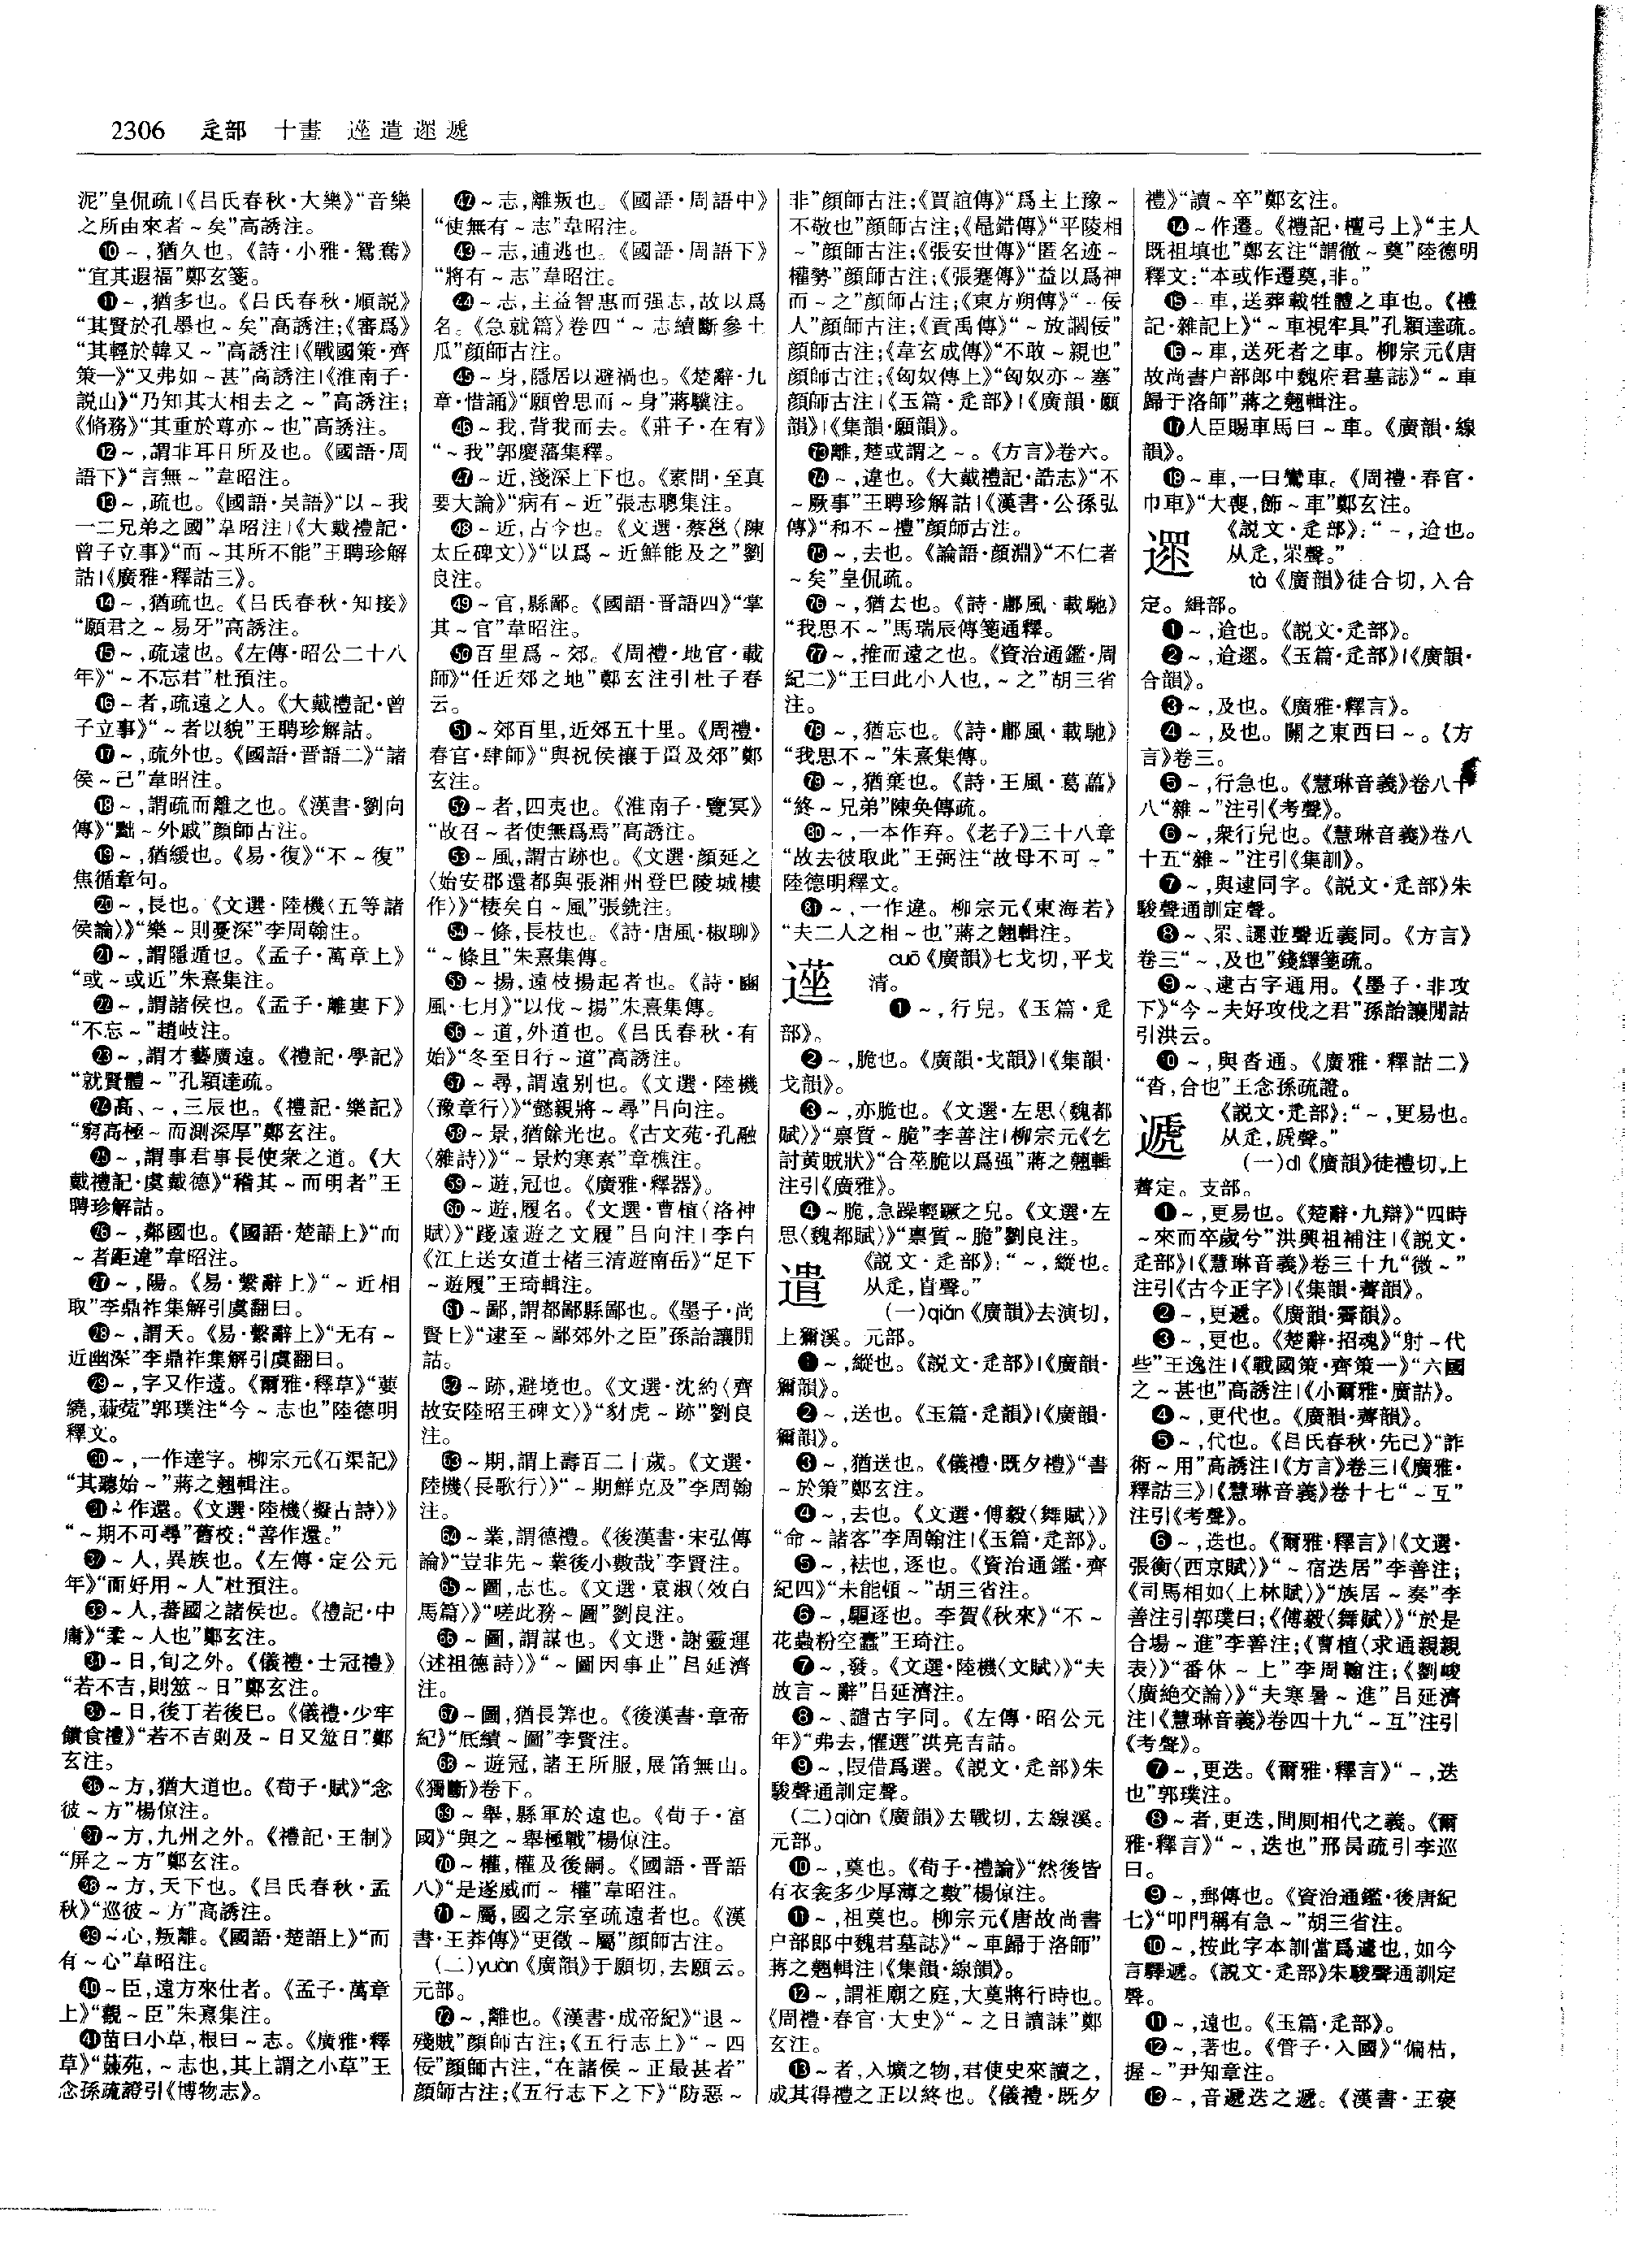 2306 辵部 十畫 遳遣遝遞
泥”皇侃疏|《吕氏春秋·大樂》“音樂
之所由來者～矣”高誘注。
❿～,猶久也。《詩·小雅·鴛鴦》
“宜其遐福”鄭玄箋。
⓫～,猶多也。《吕氏春秋·順説》
“其賢於孔墨也～矣”高誘注;《審爲》
“其輕於韓又～”高誘注|《戰國策·齊
策一》“又弗如～甚”高誘注|《淮南子·
説山》“乃知其大相去之～”高誘注;
《脩務》“其重於尊亦～也”高誘注。
⓬～,謂非耳目所及也。《國語·周
語下》“言無～”韋昭注。
⓭～,疏也。《國語·吴語》“以～我
一二兄弟之國”韋昭注|《大戴禮記·
曾子立事》“而～其所不能”王聘珍解
詁|《廣雅·釋詁三》。
⓮～,猶疏也。《吕氏春秋·知接》
“願君之～易牙”高誘注。
⓯～,疏遠也。《左傳·昭公二十八
年》“～不忘君”杜預注。
⓰～者,疏遠之人。《大戴禮記·曾
子立事》“～者以貌”王聘珍解詁。
⓱～,疏外也。《國語·晋語二》“諸
侯～己”韋昭注。
⓲～,謂疏而離之也。《漢書·劉向
傳》“黜～外戚”顔師古注。
⓳～,猶緩也。《易·復》“不～復”
焦循章句。
⓴～,長也。《文選·陸機〈五等諸
侯論〉》“樂～則憂深”李周翰注。
㉑～,謂隱遁也。《孟子·萬章上》
“或～或近”朱熹集注。
㉒～,謂諸侯也。《孟子·離婁下》
“不忘～”趙岐注。
㉓～,謂才藝廣遠。《禮記·學記》
“就賢體～”孔穎達疏。
㉔高、～,三辰也。《禮記·樂記》
“窮高極～而測深厚”鄭玄注。
㉕～,謂事君事長使衆之道。《大
戴禮記·虞戴德》“稽其～而明者”王
聘珍解詁。
㉖～,鄰國也。《國語·楚語上》“而
～者距違”韋昭注。
㉗～,陽。《易·繫辭上》“～近相
取”李鼎祚集解引虞翻曰。
㉘～,謂天。《易·繫辭上》“无有～
近幽深”李鼎祚集解引虞翻曰。
㉙～,字又作薳。《爾雅·釋草》“葽
繞,蕀蒬”郭璞注“今～志也”陸德明
釋文。
㉚～,一作達字。柳宗元《石渠記》
“其聽始～”蔣之翹輯注。
㉛～作還。《文選·陸機〈擬古詩〉》
“～期不可尋”舊校:“善作還。”
㉜～人,異族也。《左傳·定公元
年》“而好用～人”杜預注。
㉝～人,蕃國之諸侯也。《禮記·中
庸》“柔～人也”鄭玄注。
㉞～日,旬之外。《儀禮·士冠禮》
“若不吉,則筮～日”鄭玄注。
㉟～日,後丁若後己。《儀禮·少牢
饋食禮》“若不吉則及～日又筮日”鄭
玄注。
㊱～方,猶大道也。《荀子·賦》“念
彼～方”楊倞注。
㊲～方,九州之外。《禮記·王制》
“屏之～方”鄭玄注。
㊳～方,天下也。《吕氏春秋·孟
秋》“巡彼～方”高誘注。
㊴～心,叛離。《國語·楚語上》“而
有～心”韋昭注。
㊵～臣,遠方來仕者。《孟子·萬章
上》“觀～臣”朱熹集注。
㊶苗曰小草,根曰～志。《廣雅·釋
草》“蕀苑,～志也,其上謂之小草”王
念孫疏證引《博物志》。
㊷～志,離叛也。《國語·周語中》
“使無有～志”韋昭注。
㊸～志,逋逃也。《國語·周語下》
“將有～志”韋昭注。
㊹～志,主益智惠而强志,故以爲
名。《急就篇》卷四“～志續斷參土
瓜”顔師古注。
㊺～身,隱居以避禍也。《楚辭·九
章·惜誦》“願曾思而～身”蔣驥注。
㊻～我,背我而去。《莊子·在宥》
“～我”郭慶藩集釋。
㊼～近,淺深上下也。《素問·至真
要大論》“病有～近”張志聰集注。
㊽～近,古今也。《文選·蔡邕〈陳
太丘碑文〉》“以爲～近鮮能及之”劉
良注。
㊾～官,縣鄙。《國語·晋語四》“掌
其～官”韋昭注。
㊿百里爲～郊。《周禮·地官·載
師》“任近郊之地”鄭玄注引杜子春
云。
51～郊百里,近郊五十里。《周禮·
春官·肆師》“與祝侯禳于畺及郊”鄭
玄注。
52～者,四夷也。《淮南子·覽冥》
“故召～者使無爲焉”高誘注。
53～風,謂古跡也。《文選·顔延之
〈始安郡還都與張湘州登巴陵城樓
作〉》“悽矣自～風”張銑注。
54～條,長枝也。《詩·唐風·椒聊》
“～條且”朱熹集傳。
55～揚,遠枝揚起者也。《詩·豳
風·七月》“以伐～揚”朱熹集傳。
56～道,外道也。《吕氏春秋·有
始》“冬至日行～道”高誘注。
57～尋,謂遠别也。《文選·陸機
〈豫章行〉》“懿親將～尋”吕向注。
58～景,猶餘光也。《古文苑·孔融
〈雜詩〉》“～景灼寒素”章樵注。
59～遊,冠也。《廣雅·釋器》。
60～遊,履名。《文選·曹植〈洛神
賦〉》“踐遠遊之文履”吕向注|李白
《江上送女道士褚三清遊南岳》“足下
～遊履”王琦輯注。
61～鄙,謂都鄙縣鄙也。《墨子·尚
賢上》“逮至～鄙郊外之臣”孫詒讓閒
詁。
62～跡,避境也。《文選·沈約〈齊
故安陸昭王碑文〉》“豺虎～跡”劉良
注。
63～期,謂上壽百二十歲。《文選·
陸機〈長歌行〉》“～期鮮克及”李周翰
注。
64～業,謂德禮。《後漢書·宋弘傳
論》“豈非先～業後小數哉”李賢注。
65～圖,志也。《文選·袁淑〈效白
馬篇〉》“嗟此務～圖”劉良注。
66～圖,謂謀也。《文選·謝靈運
〈述祖德詩〉》“～圖因事止”吕延濟
注。
67～圖,猶長筭也。《後漢書·章帝
紀》“厎績～圖”李賢注。
68～遊冠,諸王所服,展筩無山。
《獨斷》卷下。
69～舉,縣軍於遠也。《荀子·富
國》“與之～舉極戰”楊倞注。
70～權,權及後嗣。《國語·晋語
八》“是遂威而～權”韋昭注。
71～屬,國之宗室疏遠者也。《漢
書·王莽傳》“更徵～屬”顔師古注。
(二)yuàn《廣韻》于願切,去願云。
元部。
72～,離也。《漢書·成帝紀》“退～
殘賊”顔師古注;《五行志上》“～四
佞”顔師古注,“在諸侯～正最甚者”
顔師古注;《五行志下之下》“防惡～
非”顔師古注;《賈誼傳》“爲主上豫～
不敬也”顔師古注;《鼂錯傳》“平陵相
～”顔師古注;《張安世傳》“匿名迹～
權勢”顔師古注;《張騫傳》“益以爲神
而～之”顔師古注;《東方朔傳》“～佞
人”顔師古注;《貢禹傳》“～放讇佞”
顔師古注;《韋玄成傳》“不敢～親也”
顔師古注;《匈奴傳上》“匈奴亦～塞”
顔師古注|《玉篇·辵部》|《廣韻·願
韻》|《集韻·願韻》。
73離,楚或謂之～。《方言》卷六。
74～,違也。《大戴禮記·誥志》“不
～厥事”王聘珍解詁|《漢書·公孫弘
傳》“和不～禮”顔師古注。
75～,去也。《論語·顔淵》“不仁者
～矣”皇侃疏。
76～,猶去也。《詩·鄘風·載馳》
“我思不～”馬瑞辰傳箋通釋。
77～,推而遠之也。《資治通鑑·周
紀二》“王曰此小人也,～之”胡三省
注。
78～,猶忘也。《詩·鄘風·載馳》
“我思不～”朱熹集傳。
79～,猶棄也。《詩·王風·葛藟》
“終～兄弟”陳奂傳疏。
80～,一本作弃。《老子》三十八章
“故去彼取此”王弼注“故母不可～”
陸德明釋文。
81～,一作違。柳宗元《東海若》
“夫二人之相～也”蔣之翹輯注。
遳 cuō《廣韻》七戈切,平戈
清。
❶～,行皃。《玉篇·辵
部》。
❷～,脆也。《廣韻·戈韻》|《集韻·
戈韻》。
❸～,亦脆也。《文選·左思〈魏都
賦〉》“禀質～脆”李善注|柳宗元《乞
討黄賊狀》“合莝脆以爲强”蔣之翹輯
注引《廣雅》。
❹～脆,急躁輕蹶之皃。《文選·左
思〈魏都賦〉》“禀質～脆”劉良注。
遣 《説文·辵部》:“～,縱也。
从辵,𠳋聲。”
(一)qiǎn《廣韻》去演切,
上獮溪。元部。
❶～,縱也。《説文·辵部》|《廣韻·
獮韻》。
❷～,送也。《玉篇·辵韻》|《廣韻·
獮韻》。
❸～,猶送也。《儀禮·既夕禮》“書
～於策”鄭玄注。
❹～,去也。《文選·傅毅〈舞賦〉》
“命～諸客”李周翰注|《玉篇·辵部》。
❺～,袪也,逐也。《資治通鑑·齊
紀四》“未能頓～”胡三省注。
❻～,驅逐也。李賀《秋來》“不～
花蟲粉空蠹”王琦注。
❼～,發。《文選·陸機〈文賦〉》“夫
放言～辭”吕延濟注。
❽～、譴古字同。《左傳·昭公元
年》“弗去,懼選”洪亮吉詁。
❾～,叚借爲選。《説文·辵部》朱
駿聲通訓定聲。
(二)qiàn《廣韻》去戰切,去線溪。
元部。
❿～,奠也。《荀子·禮論》“然後皆
有衣衾多少厚薄之數”楊倞注。
⓫～,祖奠也。柳宗元《唐故尚書
户部郎中魏君墓誌》“～車歸于洛師”
蔣之翹輯注|《集韻·線韻》。
⓬～,謂祖廟之庭,大奠將行時也。
《周禮·春官·大史》“～之日讀誄”鄭
玄注。
⓭～者,入壙之物,君使史來讀之,
成其得禮之正以終也。《儀禮·既夕
禮》“讀～卒”鄭玄注。
⓮～作遷。《禮記·檀弓上》“主人
既祖填也”鄭玄注“謂徹～奠”陸德明
釋文:“本或作遷奠,非。”
⓯～車,送葬載牲體之車也。《禮
記·雜記上》“～車視牢具”孔穎達疏。
⓰～車,送死者之車。柳宗元《唐
故尚書户部郎中魏府君墓誌》“～車
歸于洛師”蔣之翹輯注。
⓱人臣賜車馬曰～車。《廣韻·線
韻》。
⓲～車,一曰鸞車。《周禮·春官·
巾車》“大喪,飾～車”鄭玄注。
遝 《説文·辵部》:“～,迨也。
从辵,眔聲。”
tà《廣韻》徒合切,入合
定。緝部。
❶～,迨也。《説文·辵部》。
❷～,迨遝。《玉篇·辵部》|《廣韻·
合韻》。
❸～,及也。《廣雅·釋言》。
❹～,及也。關之東西曰～。《方
言》卷三。
❺～,行急也。《慧琳音義》卷八十
八“雜～”注引《考聲》。
❻～,衆行皃也。《慧琳音義》卷八
十五“雜～”注引《集訓》。
❼～,與逮同字。《説文·辵部》朱
駿聲通訓定聲。
❽～、眔、逮並聲近義同。《方言》
卷三“～,及也”錢繹箋疏。
❾～、逮古字通用。《墨子·非攻
下》“今～夫好攻伐之君”孫詒讓閒詁
引洪云。
❿～,與沓通。《廣雅·釋詁二》
“沓,合也”王念孫疏證。
遞 《説文·辵部》:“～,更易也。
从辵,虒聲。”
(一)dì《廣韻》徒禮切,上
薺定。支部。
❶～,更易也。《楚辭·九辯》“四時
～來而卒歲兮”洪興祖補注|《説文·
辵部》|《慧琳音義》卷三十九“微～”
注引《古今正字》|《集韻·薺韻》。
❷～,更遞。《廣韻·霽韻》。
❸～,更也。《楚辭·招魂》“射～代
些”王逸注|《戰國策·齊策一》“六國
之～甚也”高誘注|《小爾雅·廣詁》。
❹～,更代也。《廣韻·薺韻》。
❺～,代也。《吕氏春秋·先己》“詐
術～用”高誘注|《方言》卷三|《廣雅·
釋詁三》|《慧琳音義》卷十七“～互”
注引《考聲》。
❻～,迭也。《爾雅·釋言》|《文選·
張衡〈西京賦〉》“～宿迭居”李善注;
《司馬相如〈上林賦〉》“族居～奏”李
善注引郭璞曰;《傅毅〈舞賦〉》“於是
合場～進”李善注;《曹植〈求通親親
表〉》“番休～上”李周翰注;《劉峻
〈廣絶交論〉》“夫寒暑～進”吕延濟
注|《慧琳音義》卷四十九“～互”注引
《考聲》。
❼～,更迭。《爾雅·釋言》“～,迭
也”郭璞注。
❽～者,更迭,間厠相代之義。《爾
雅·釋言》“～,迭也”邢昺疏引李巡
曰。
❾～,郵傳也。《資治通鑑·後唐紀
七》“叩門稱有急～”胡三省注。
❿～,按此字本訓當爲遽也,如今
言驛遞。《説文·辵部》朱駿聲通訓定
聲。
⓫～,遠也。《玉篇·辵部》。
⓬～,著也。《管子·入國》“偏枯,
握～”尹知章注。
⓭～,音遞迭之遞。《漢書·王褒